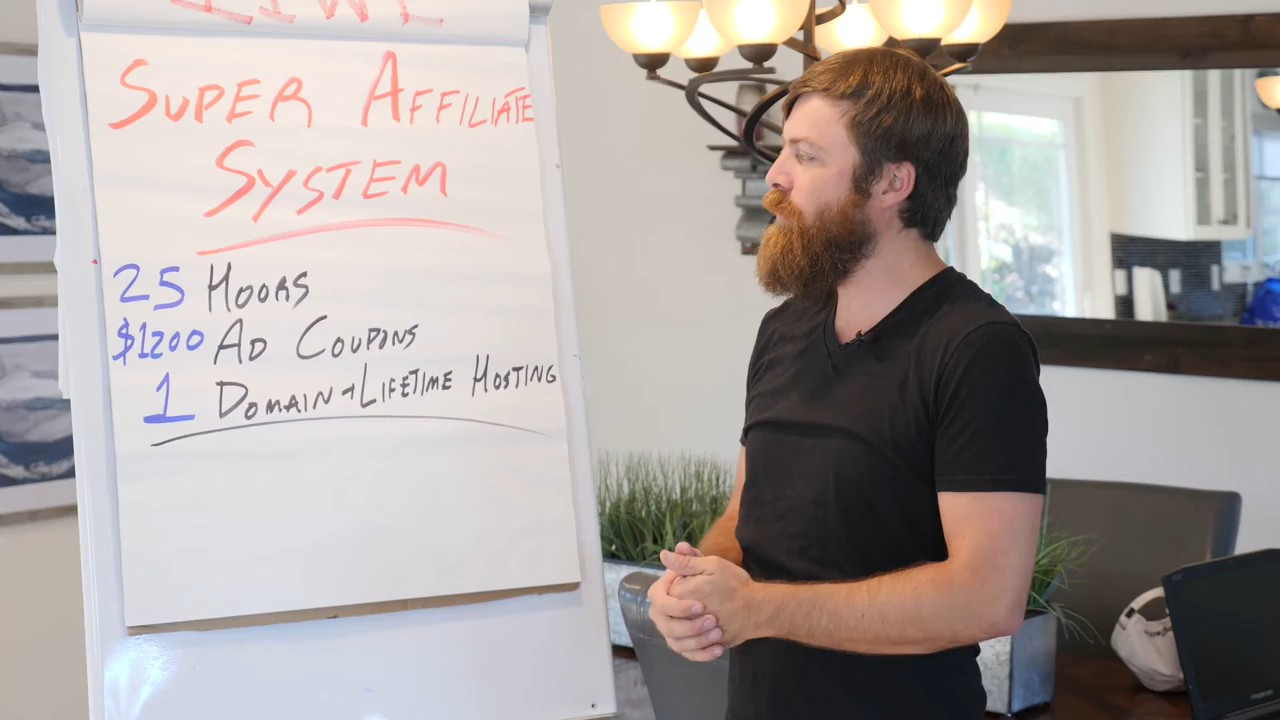 SUPER AFFILIATE
SYSTEM
25 HOURS
$1200 AD COUPONS
1 DOMAIN + LIFETIME HOSTING